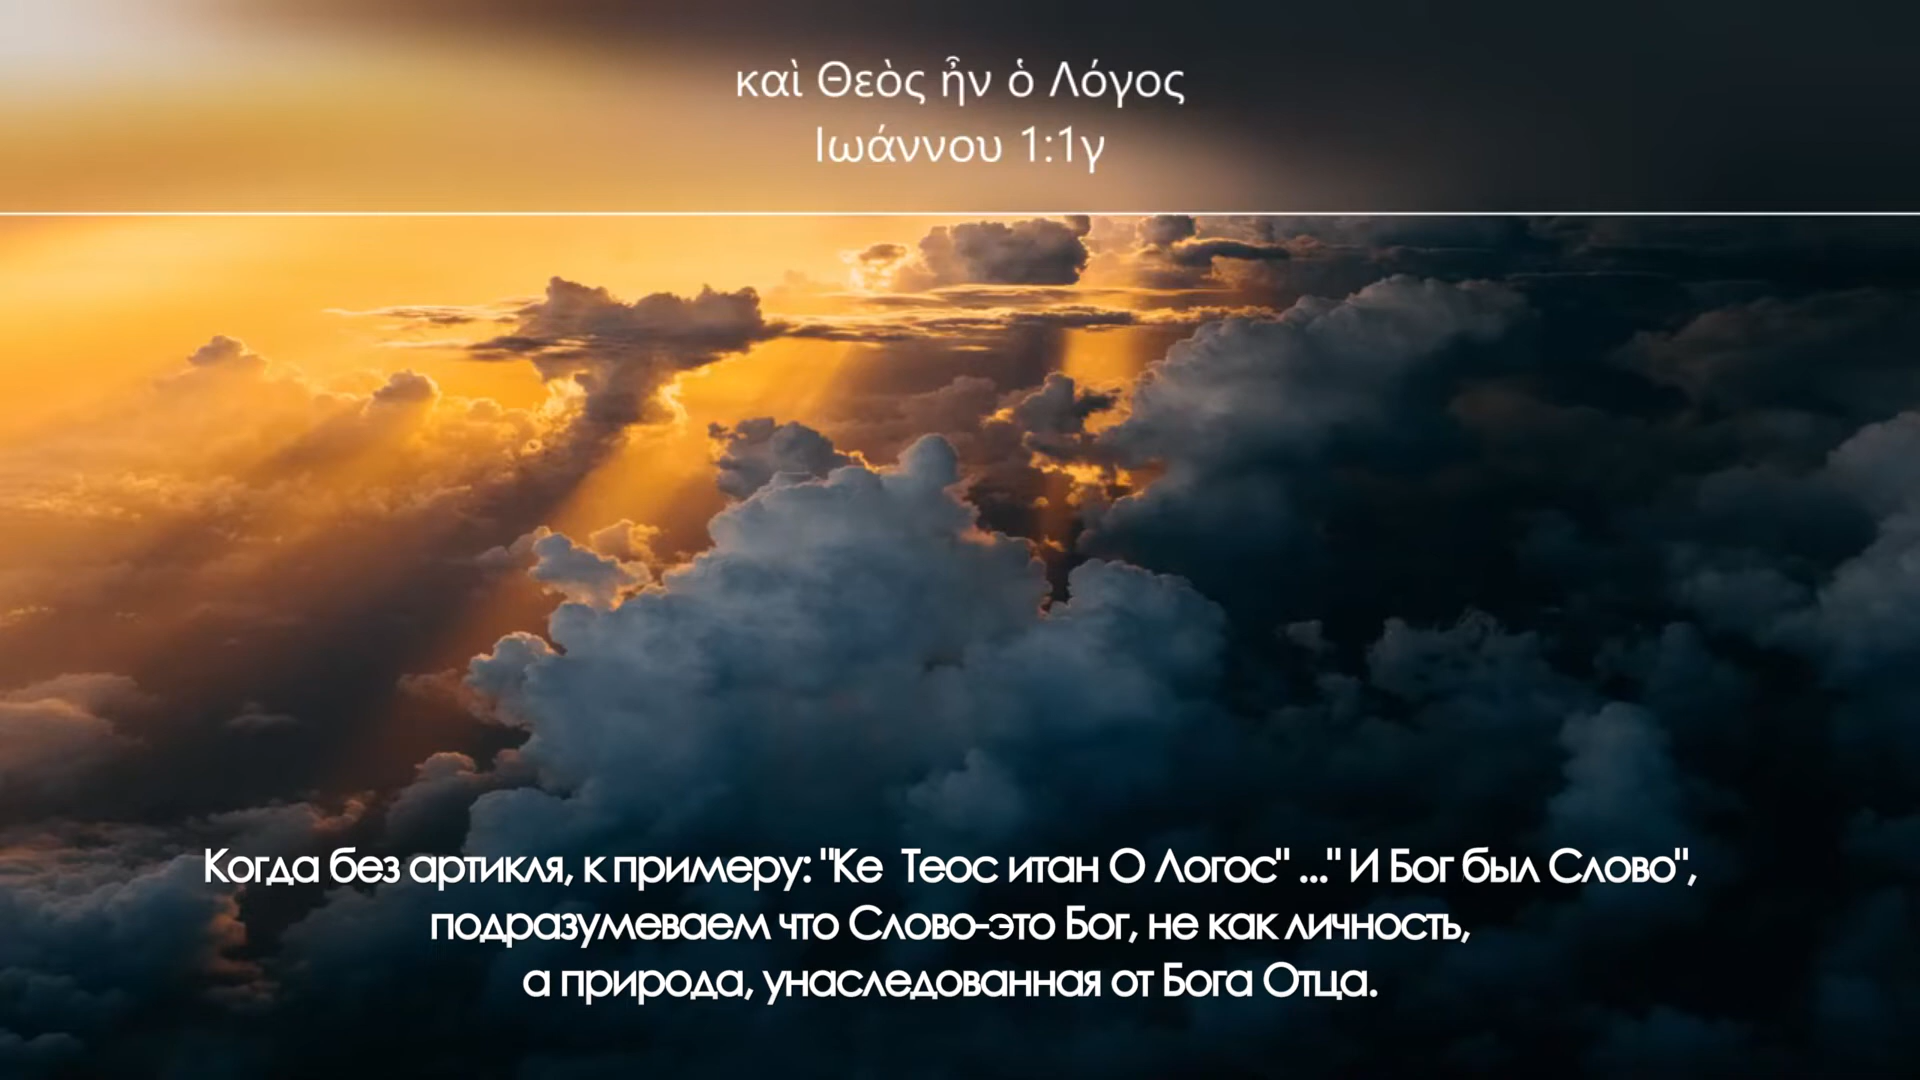 καὶ Θεὸς ἦν ὁ Λόγος
Ιωάννου 1:1γ
Когда без артикля, к примеру: "Ке Теос итан О Логос" ..." И Бог был Слово",
подразумеваем что Слово-это Бог, не как личность,
а природа, унаследованная от Бога Отца.